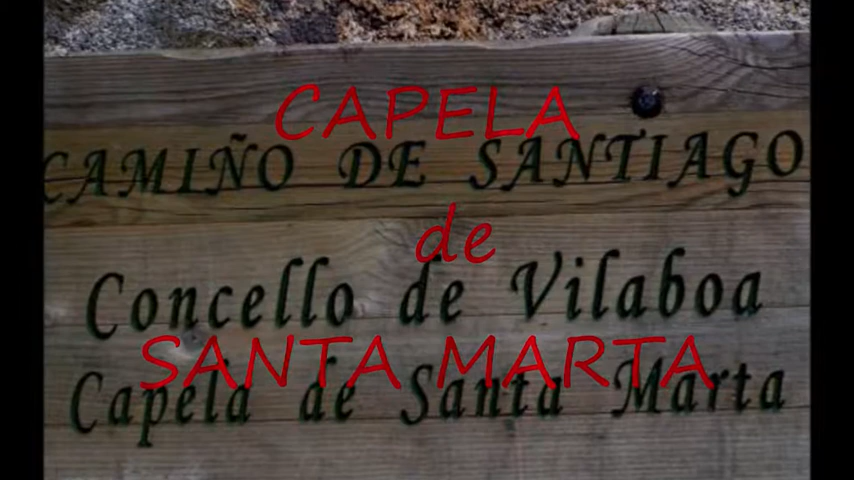 CAPELA
CAMIÑO DE SANTIAGO
de
Concello de Vilaboa
SANTA MARTA
Capela de Santa Marta